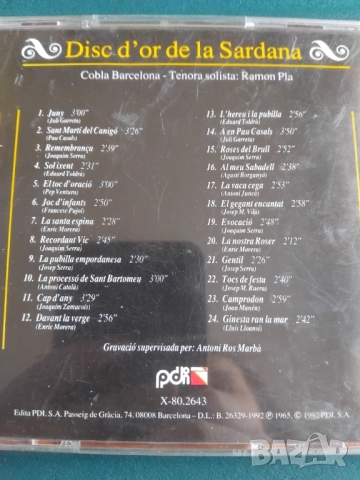 Disc d'or de la Sardana
Cobla Barcelona - Tenora solista: Ramon Pla
1. Juny 3'00"
(Juli Garreta)
2. Sant Martí del Canigó 3'26"
(Pau Casals)
3. Remembrança 2'39"
(Joaquim Serra)
4. Sol ixent 2'31"
(Eduard Toldrà)
5. El toc d'oració 3'00"
(Pep Ventura)
6. Joc d'infants 2'50"
(Francesc Pujol)
7. La santa espina 2'28"
(Enric Morera)
8. Recordant Vic 2'45"
(Joaquim Serra)
9. La pubilla empordanesa 2'30"
(Josep Serra)
10. La processó de Sant Bartomeu 3'00"
(Antoni Català)
11. Cap d'any 3'29"
(Joaquim Zamacois)
12. Davant la verge 2'56"
(Enric Morera)
13. L'hereu i la pubilla 2'56"
(Eduard Toldrà)
14. A en Pau Casals 3'50"
(Juli Garreta)
15. Roses del Brull 2'52"
(Joaquim Serra)
16. Al meu Sabadell 2'38"
(Agustí Borgunyó)
17. La vaca cega 2'53"
(Antoni Juncà)
18. El gegant encantat 2'58"
(Josep M. Vilà)
19. Evocació 2'48"
(Joaquim Serra)
20. La nostra Roser 2'12"
(Enric Morera)
21. Gentil 2'26"
(Josep Serra)
22. Tocs de festa 2'40"
(Josep M. Ruera)
23. Camprodon 2'59"
(Joan Manén)
24. Ginesta ran la mar 2'42"
(Lluís Lloansí)
Gravació supervisada per: Antoni Ros Marbà
pdi
X-80.2643
Edita PDI, S.A. Passeig de Gràcia, 74, 08008 Barcelona - D.L.: B. 26329-1992 ℗ 1965, © 1992 PDI, S.A.
BAZAR.BG